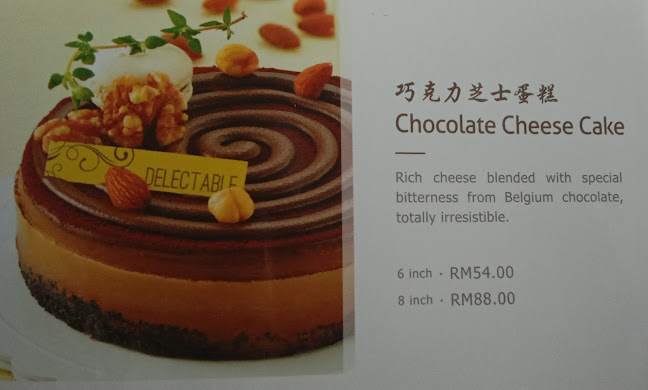 DELECTABLE
巧克力芝士蛋糕
Chocolate Cheese Cake
Rich cheese blended with special
bitterness from Belgium chocolate,
totally irresistible.
6 inch · RM54.00
8 inch · RM88.00